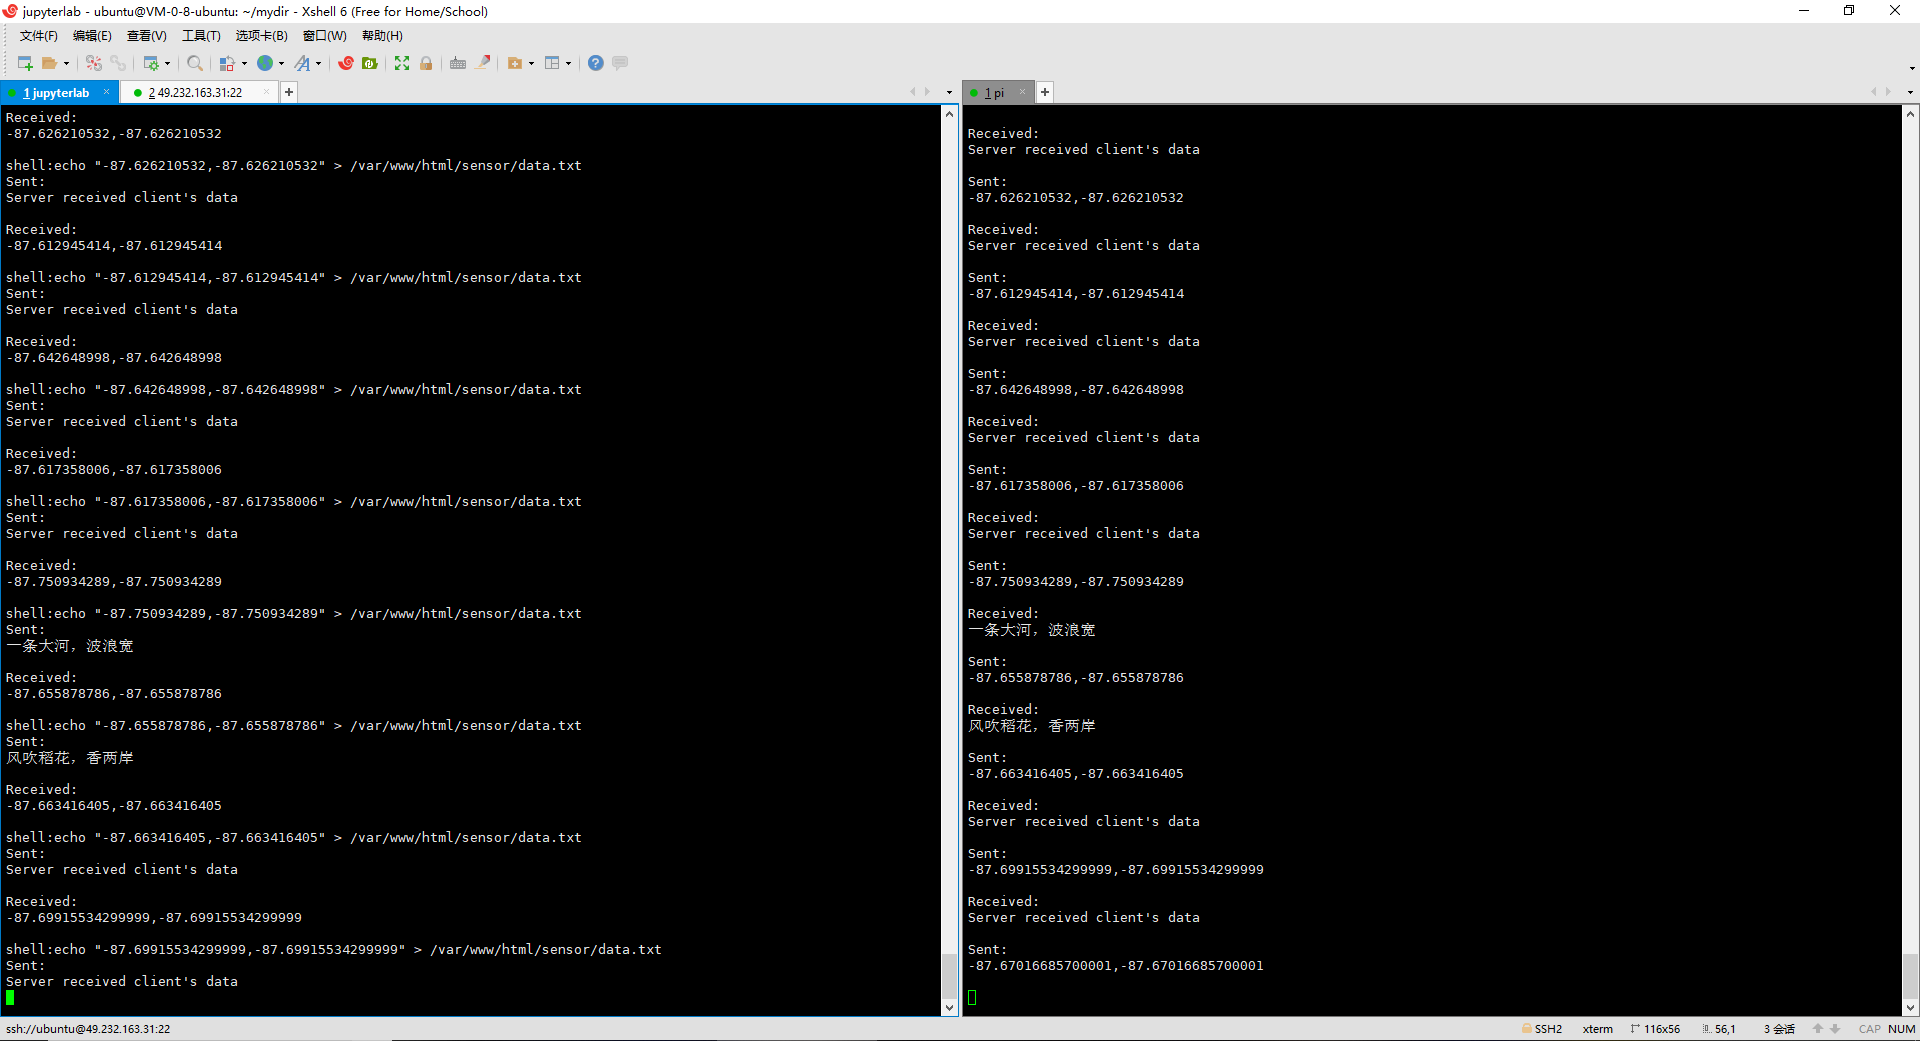 jupyterlab - ubuntu@VM-0-8-ubuntu: ~/mydir - Xshell 6 (Free for Home/School)
文件(F) 编辑(E) 查看(V) 工具(T) 选项卡(B) 窗口(W) 帮助(H)
1 jupyterlab × 2 49.232.163.31:22 × +
Received:
-87.626210532,-87.626210532
shell:echo "-87.626210532,-87.626210532" > /var/www/html/sensor/data.txt
Sent:
Server received client's data
Received:
-87.612945414,-87.612945414
shell:echo "-87.612945414,-87.612945414" > /var/www/html/sensor/data.txt
Sent:
Server received client's data
Received:
-87.642648998,-87.642648998
shell:echo "-87.642648998,-87.642648998" > /var/www/html/sensor/data.txt
Sent:
Server received client's data
Received:
-87.617358006,-87.617358006
shell:echo "-87.617358006,-87.617358006" > /var/www/html/sensor/data.txt
Sent:
Server received client's data
Received:
-87.750934289,-87.750934289
shell:echo "-87.750934289,-87.750934289" > /var/www/html/sensor/data.txt
Sent:
一条大河，波浪宽
Received:
-87.655878786,-87.655878786
shell:echo "-87.655878786,-87.655878786" > /var/www/html/sensor/data.txt
Sent:
风吹稻花，香两岸
Received:
-87.663416405,-87.663416405
shell:echo "-87.663416405,-87.663416405" > /var/www/html/sensor/data.txt
Sent:
Server received client's data
Received:
-87.69915534299999,-87.69915534299999
shell:echo "-87.69915534299999,-87.69915534299999" > /var/www/html/sensor/data.txt
Sent:
Server received client's data
1 pi × +
Received:
Server received client's data
Sent:
-87.626210532,-87.626210532
Received:
Server received client's data
Sent:
-87.612945414,-87.612945414
Received:
Server received client's data
Sent:
-87.642648998,-87.642648998
Received:
Server received client's data
Sent:
-87.617358006,-87.617358006
Received:
Server received client's data
Sent:
-87.750934289,-87.750934289
Received:
一条大河，波浪宽
Sent:
-87.655878786,-87.655878786
Received:
风吹稻花，香两岸
Sent:
-87.663416405,-87.663416405
Received:
Server received client's data
Sent:
-87.69915534299999,-87.69915534299999
Received:
Server received client's data
Sent:
-87.67016685700001,-87.67016685700001
ssh://ubuntu@49.232.163.31:22 SSH2 xterm 116x56 56,1 3 会话 CAP NUM